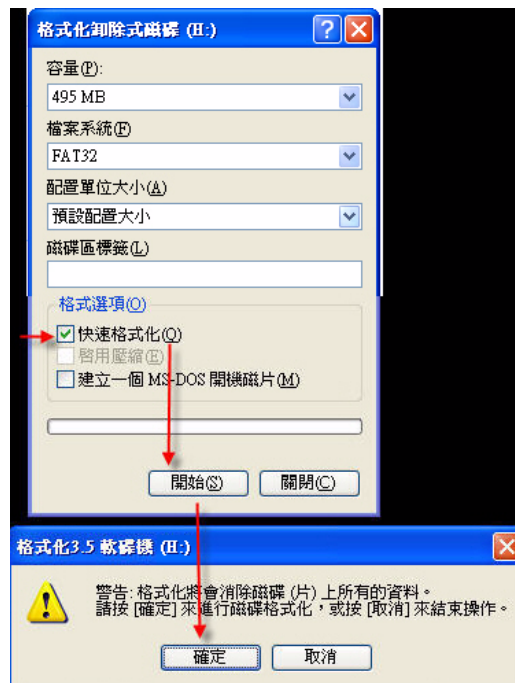 格式化卸除式磁碟 (H:)
容量(P):
495 MB
檔案系統(F)
FAT32
配置單位大小(A)
預設配置大小
磁碟區標籤(L)
格式選項(O)
快速格式化(Q)
啟用壓縮(E)
建立一個 MS-DOS 開機磁片(M)
開始(S)
關閉(C)
格式化3.5 軟碟機 (H:)
警告: 格式化將會消除磁碟 (片) 上所有的資料。
請按 [確定] 來進行磁碟格式化，或按 [取消] 來結束操作。
確定
取消